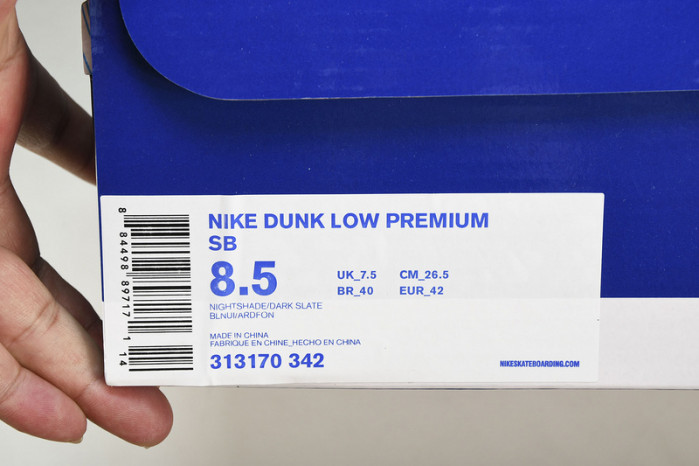 NIKE DUNK LOW PREMIUM
SB
8.5
UK_7.5 CM_26.5
BR_40 EUR_42
NIGHTSHADE/DARK SLATE
BLNUI/ARDFON
MADE IN CHINA
FABRIQUE EN CHINE_HECHO EN CHINA
313170 342
NIKESKATEBOARDING.COM
8 84498 89717 1 14